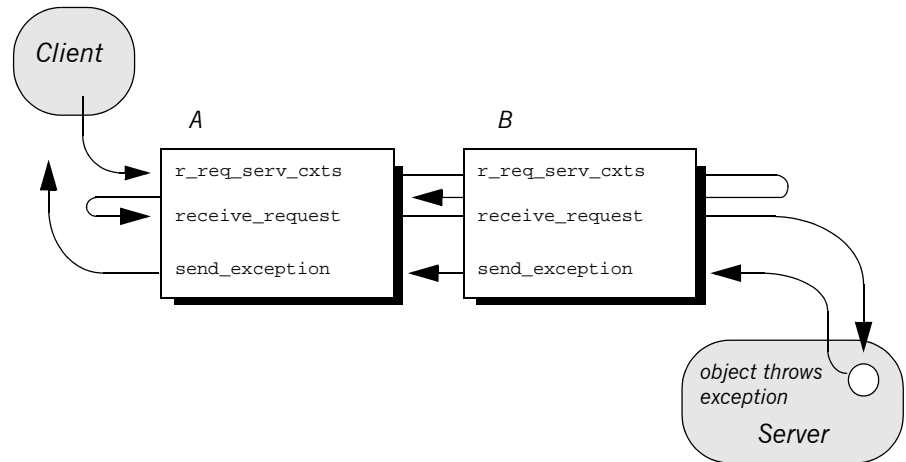 Client
A
B
r_req_serv_cxts
receive_request
send_exception
r_req_serv_cxts
receive_request
send_exception
object throws
exception
Server